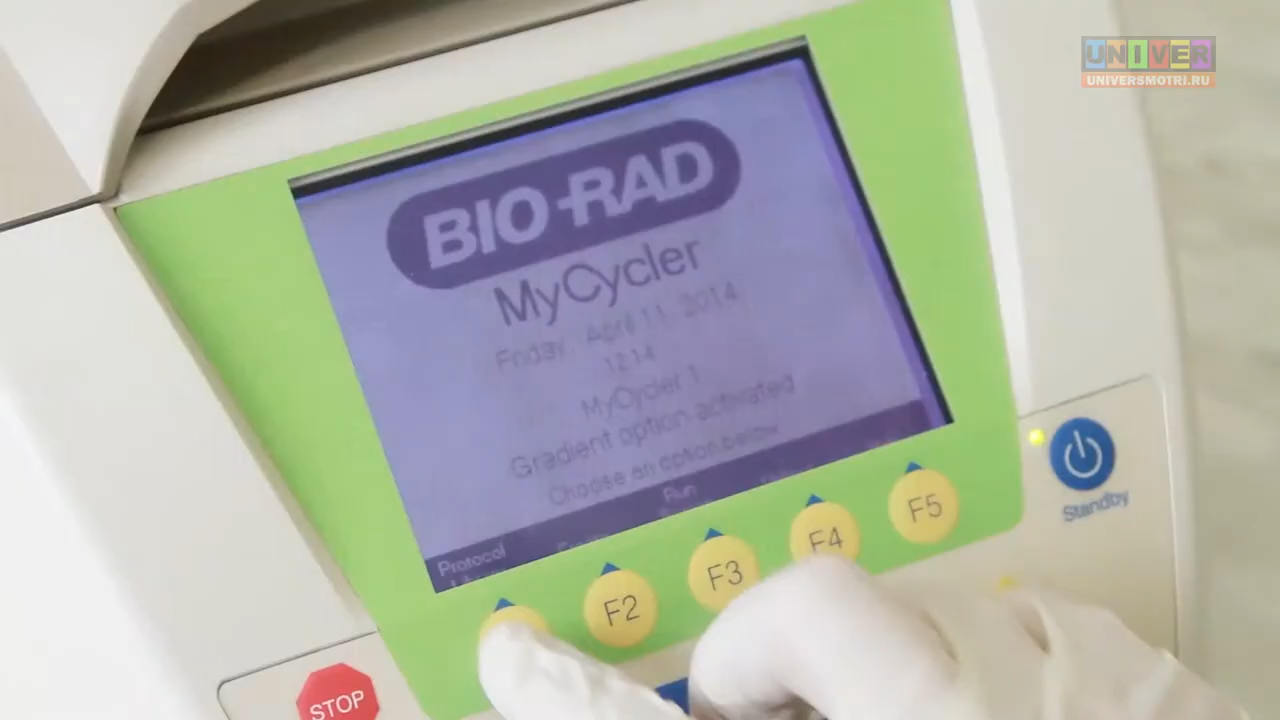 UNIVER
UNIVERSMOTRI.RU
BIO-RAD
MyCycler
Friday April 11, 2014
12:14
MyCycler 1
Gradient option activated
Choose an option below
Protocol
Run
F2
F3
F4
F5
Standby
STOP